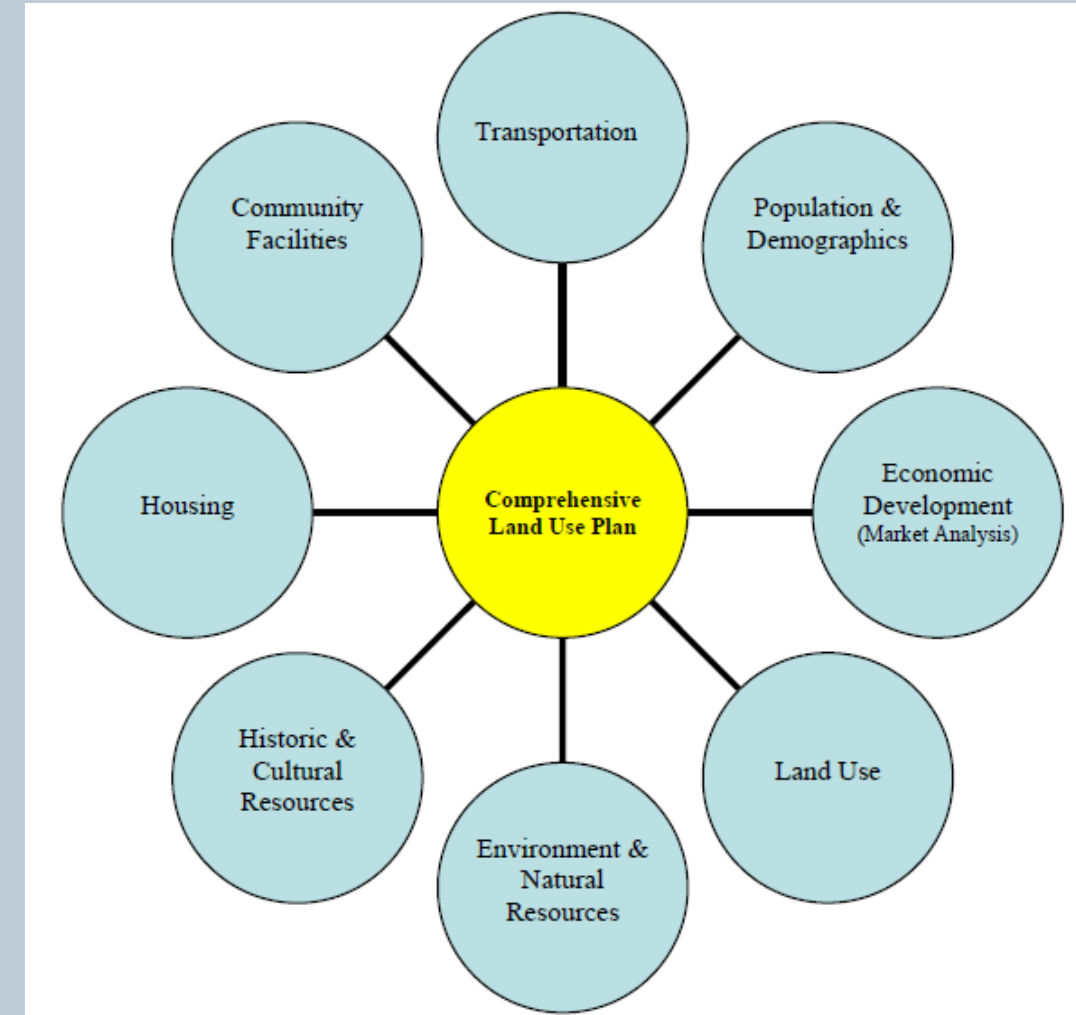 Transportation
Community
Facilities
Population &
Demographics
Housing
Comprehensive
Land Use Plan
Economic
Development
(Market Analysis)
Historic &
Cultural
Resources
Land Use
Environment &
Natural
Resources